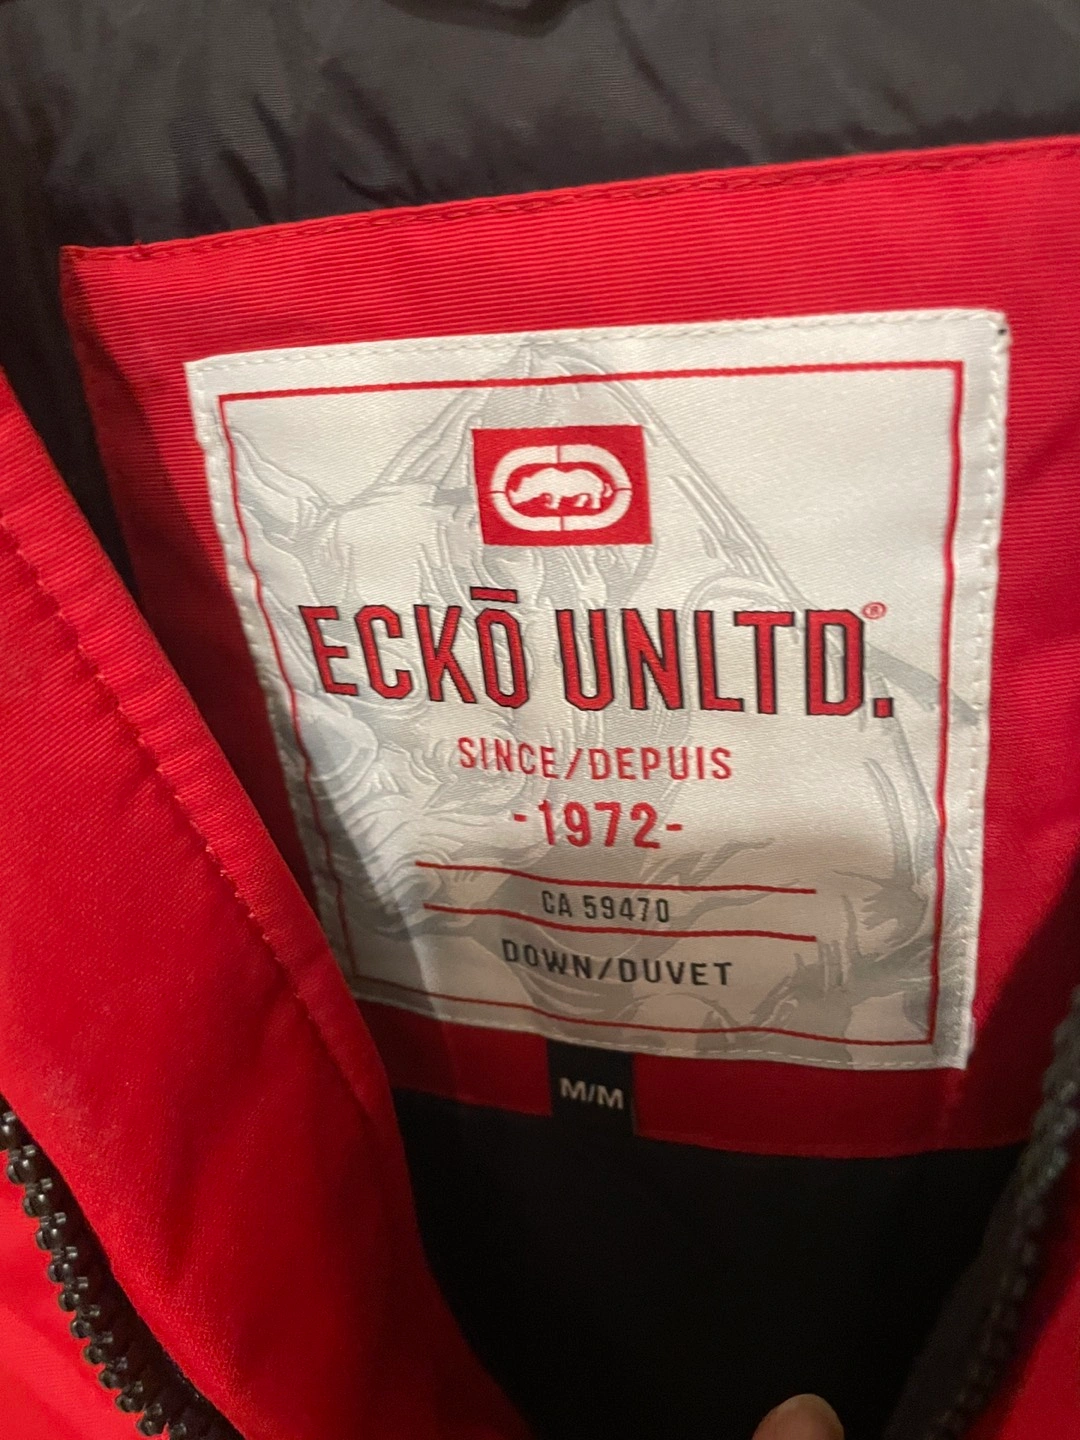 ECKŌ UNLTD.®
SINCE/DEPUIS
-1972-
CA 59470
DOWN/DUVET
M/M